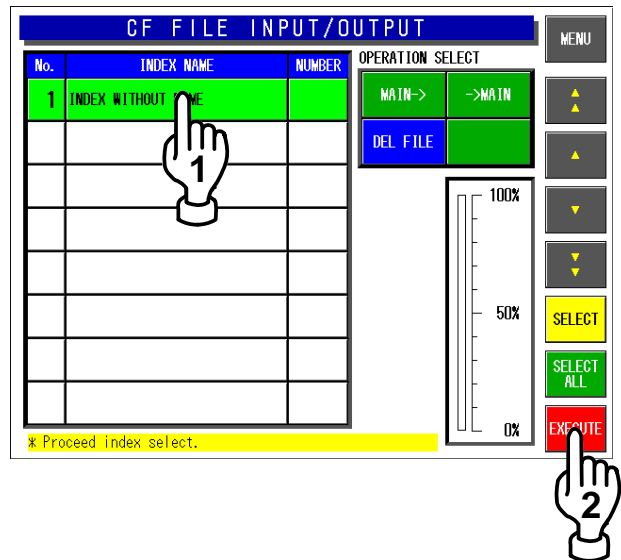 CF FILE INPUT/OUTPUT
MENU
No. INDEX NAME NUMBER
OPERATION SELECT
1 INDEX WITHOUT
MAIN-> ->MAIN
DEL FILE
1
100%
50%
0%
SELECT
SELECT
ALL
EXECUTE
* Proceed index select.
2